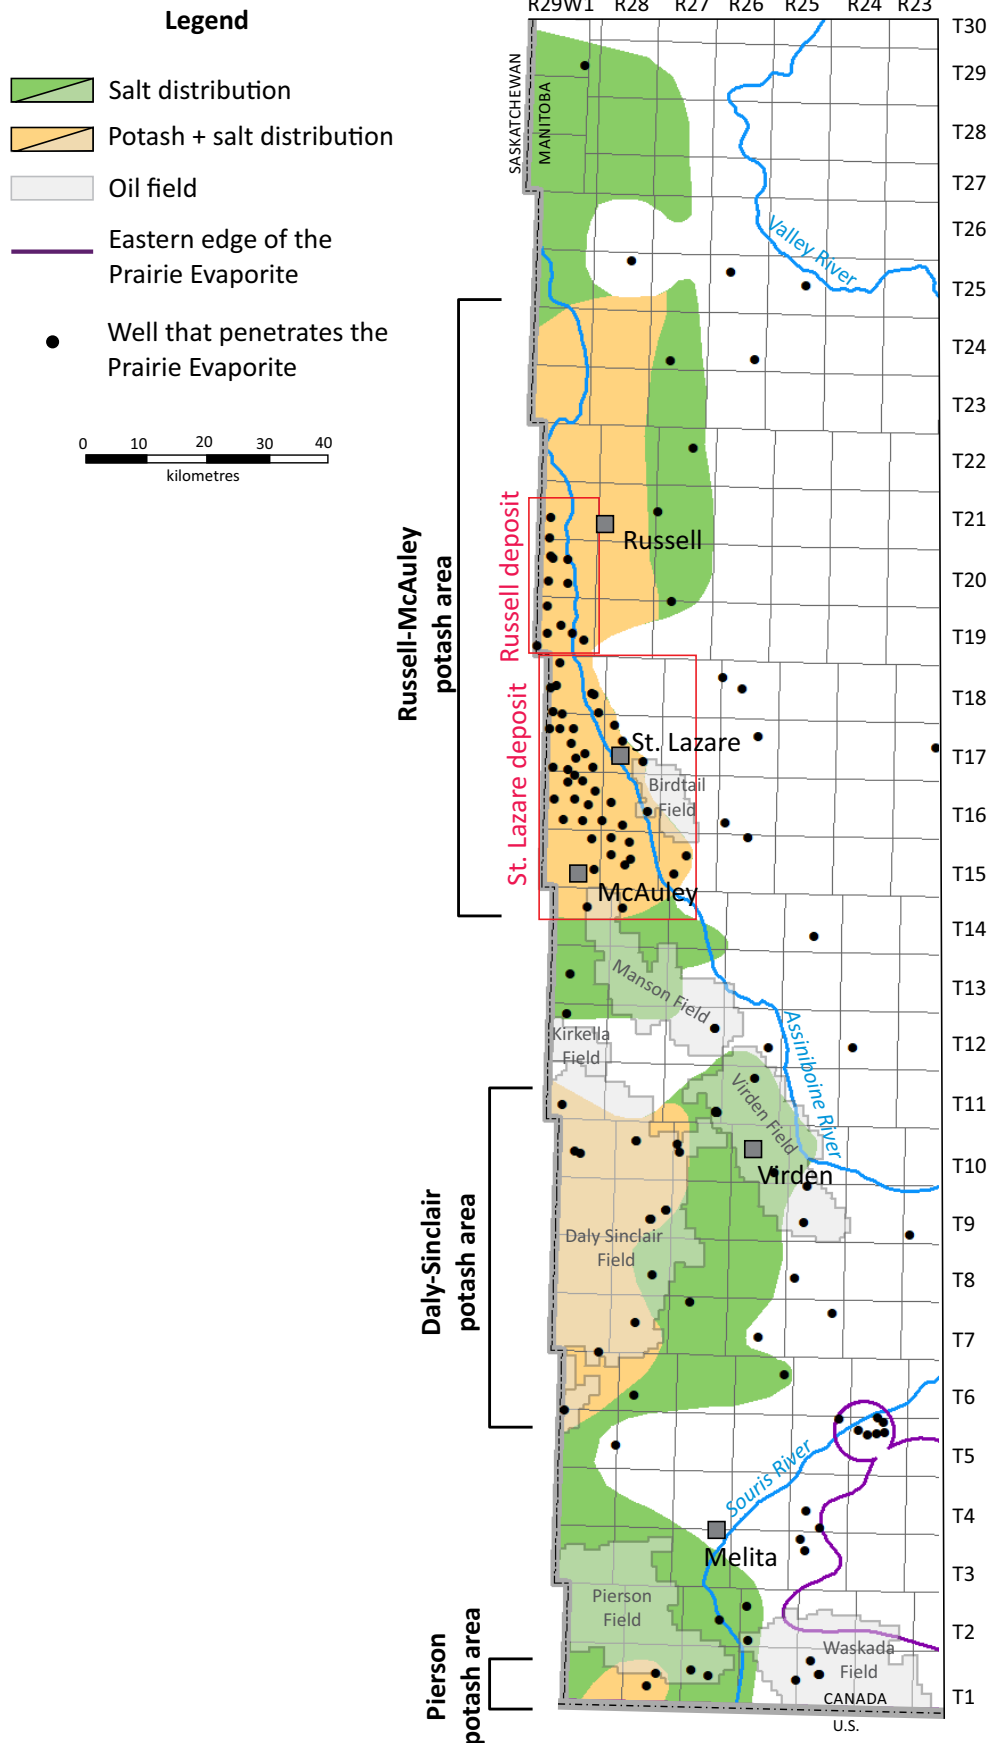 Legend
Salt distribution
Potash + salt distribution
Oil field
Eastern edge of the
Prairie Evaporite
Well that penetrates the
Prairie Evaporite
0 10 20 30 40
kilometres
R29W1 R28 R27 R26 R25 R24 R23
T30
T29
T28
T27
T26
T25
T24
T23
T22
T21
T20
T19
T18
T17
T16
T15
T14
T13
T12
T11
T10
T9
T8
T7
T6
T5
T4
T3
T2
T1
SASKATCHEWAN
MANITOBA
Valley River
Russell-McAuley
potash area
Russell deposit
Russell
St. Lazare deposit
St. Lazare
Birdtail
Field
McAuley
Manson Field
Kirkella
Field
Assiniboine River
Virden Field
Virden
Daly-Sinclair
potash area
Daly Sinclair
Field
Souris River
Melita
Pierson
Field
Pierson
potash area
Waskada
Field
CANADA
U.S.